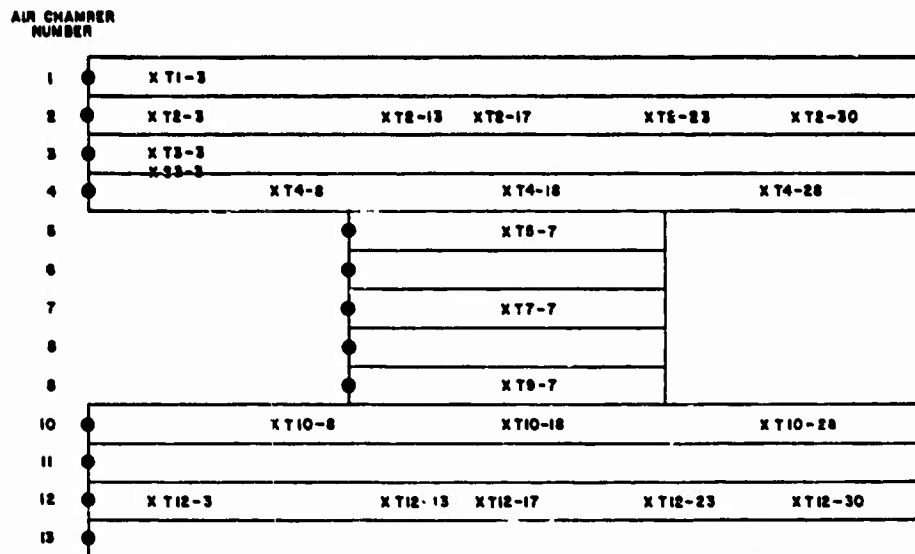 AIR CHAMBER
NUMBER
1 X T1-3
2 X T2-3 X T2-13 X T2-17 X T2-23 X T2-30
3 X T3-3
X S3-3
4 X T4-8 X T4-18 X T4-28
5 X T5-7
6
7 X T7-7
8
8 X T9-7
10 X T10-8 X T10-18 X T10-28
11
12 X T12-3 X T12-13 X T12-17 X T12-23 X T12-30
13